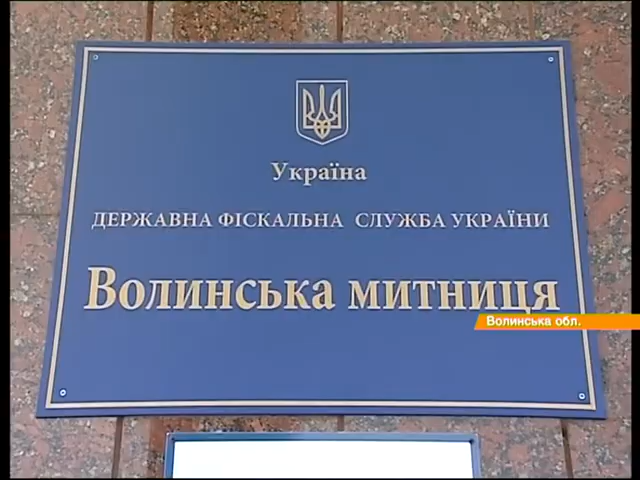 Україна
ДЕРЖАВНА ФІСКАЛЬНА СЛУЖБА УКРАЇНИ
Волинська митниця
Волинська обл.